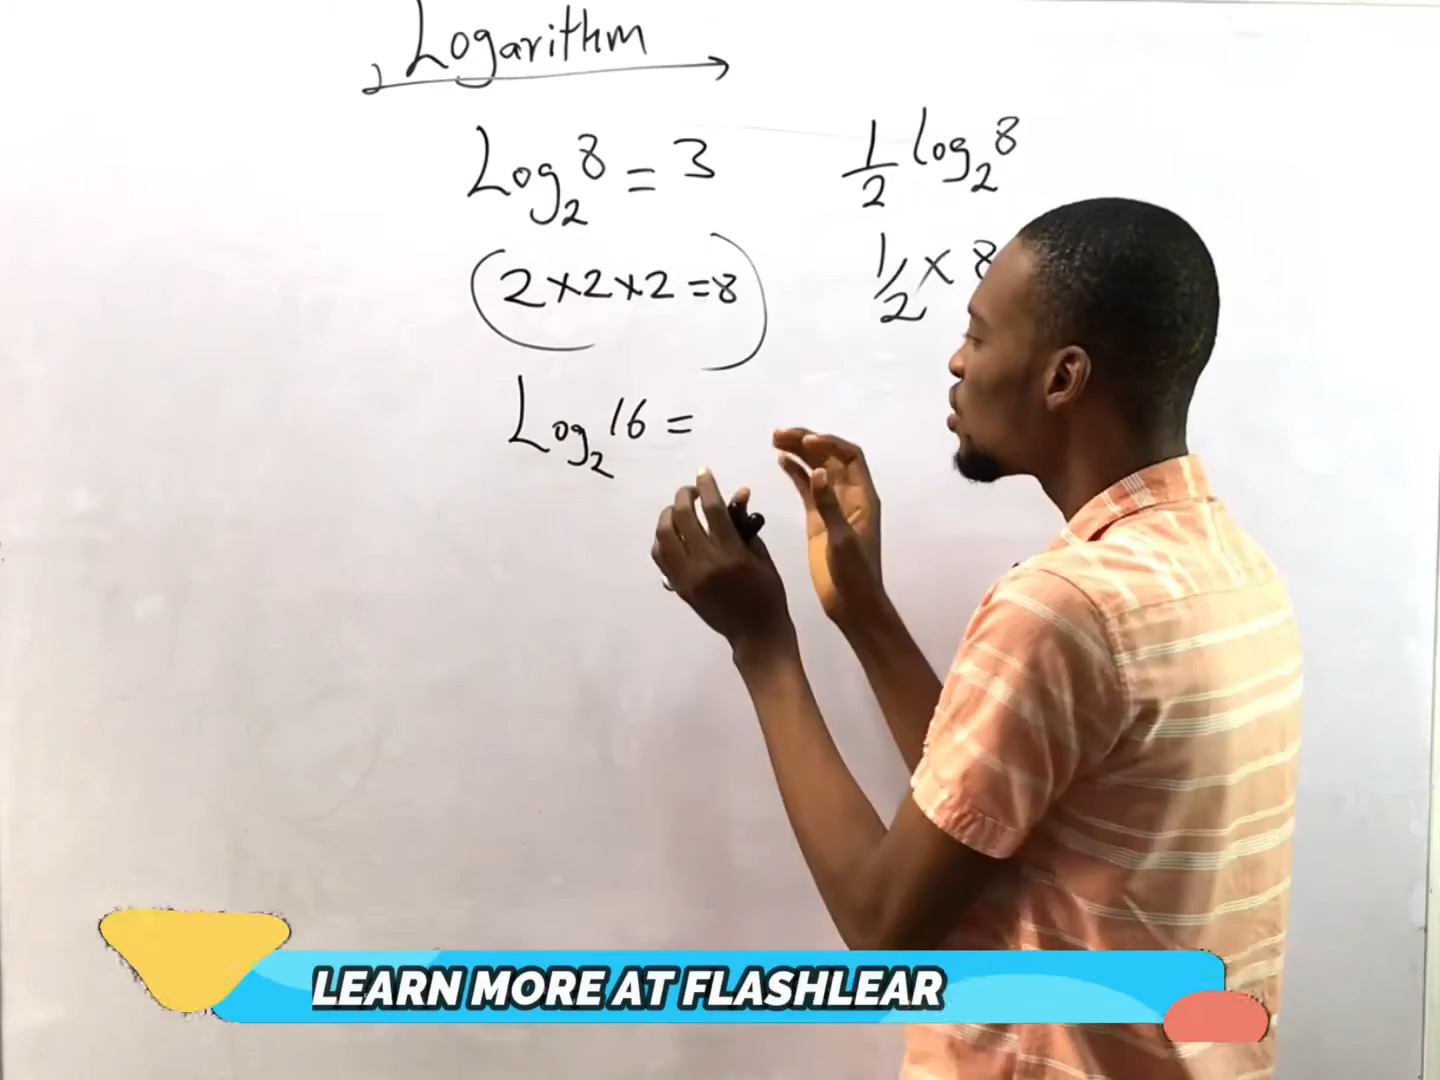 Logarithm
Log₂8 = 3
(2×2×2=8)
Log₂16 =
1/2 log₂8
1/2 × 8
LEARN MORE AT FLASHLEAR